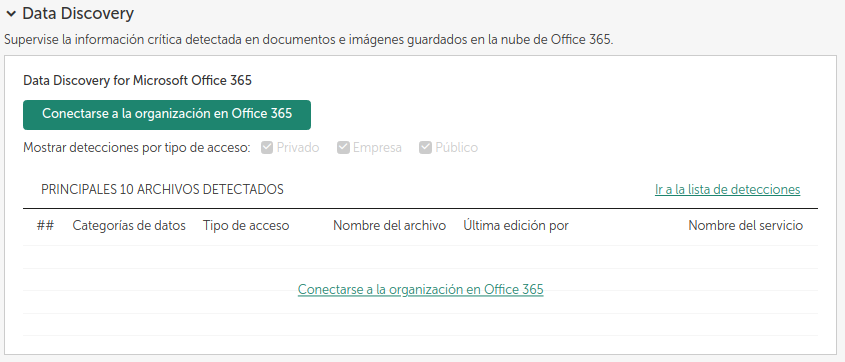 Data Discovery
Supervise la información crítica detectada en documentos e imágenes guardados en la nube de Office 365.
Data Discovery for Microsoft Office 365
Conectarse a la organización en Office 365
Mostrar detecciones por tipo de acceso: Privado Empresa Público
PRINCIPALES 10 ARCHIVOS DETECTADOS Ir a la lista de detecciones
## Categorías de datos Tipo de acceso Nombre del archivo Última edición por Nombre del servicio
Conectarse a la organización en Office 365